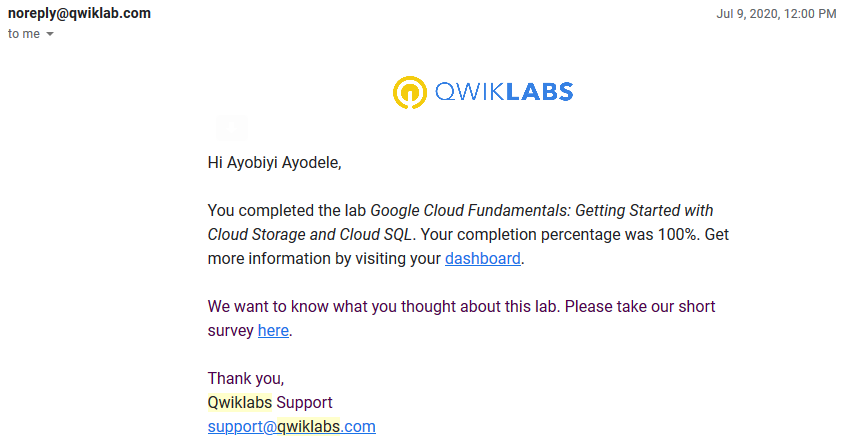 noreply@qwiklab.com
Jul 9, 2020, 12:00 PM
to me
QWIKLABS
Hi Ayobiyi Ayodele,
You completed the lab Google Cloud Fundamentals: Getting Started with
Cloud Storage and Cloud SQL. Your completion percentage was 100%. Get
more information by visiting your dashboard.
We want to know what you thought about this lab. Please take our short
survey here.
Thank you,
Qwiklabs Support
support@qwiklabs.com